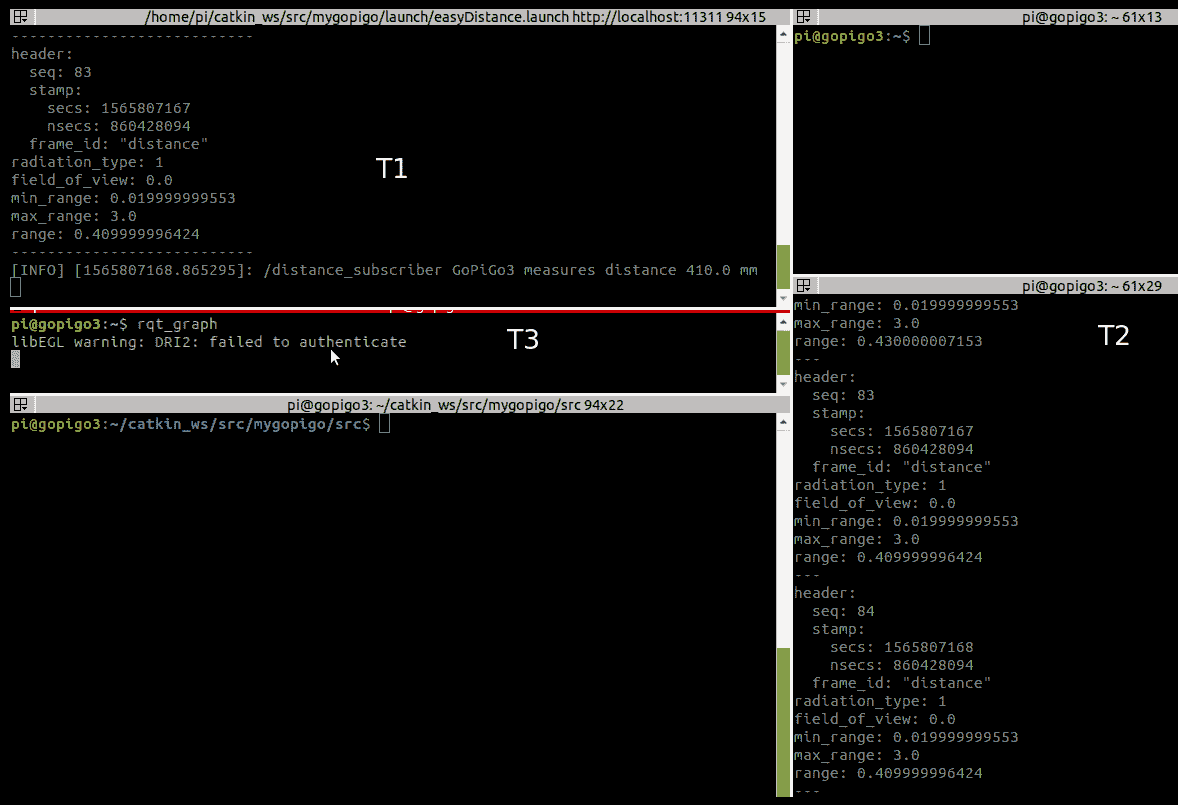 /home/pi/catkin_ws/src/mygopigo/launch/easyDistance.launch http://localhost:11311 94x15
---------------------------
header:
  seq: 83
  stamp:
    secs: 1565807167
    nsecs: 860428094
  frame_id: "distance"
radiation_type: 1
field_of_view: 0.0
min_range: 0.019999999553
max_range: 3.0
range: 0.409999996424
---------------------------
[INFO] [1565807168.865295]: /distance_subscriber GoPiGo3 measures distance 410.0 mm
T1
pi@gopigo3:~$ rqt_graph
libEGL warning: DRI2: failed to authenticate
T3
pi@gopigo3: ~/catkin_ws/src/mygopigo/src 94x22
pi@gopigo3:~/catkin_ws/src/mygopigo/src$
pi@gopigo3: ~ 61x13
pi@gopigo3:~$
pi@gopigo3: ~ 61x29
min_range: 0.019999999553
max_range: 3.0
range: 0.430000007153
---
header:
  seq: 83
  stamp:
    secs: 1565807167
    nsecs: 860428094
  frame_id: "distance"
radiation_type: 1
field_of_view: 0.0
min_range: 0.019999999553
max_range: 3.0
range: 0.409999996424
---
header:
  seq: 84
  stamp:
    secs: 1565807168
    nsecs: 860428094
  frame_id: "distance"
radiation_type: 1
field_of_view: 0.0
min_range: 0.019999999553
max_range: 3.0
range: 0.409999996424
---
T2